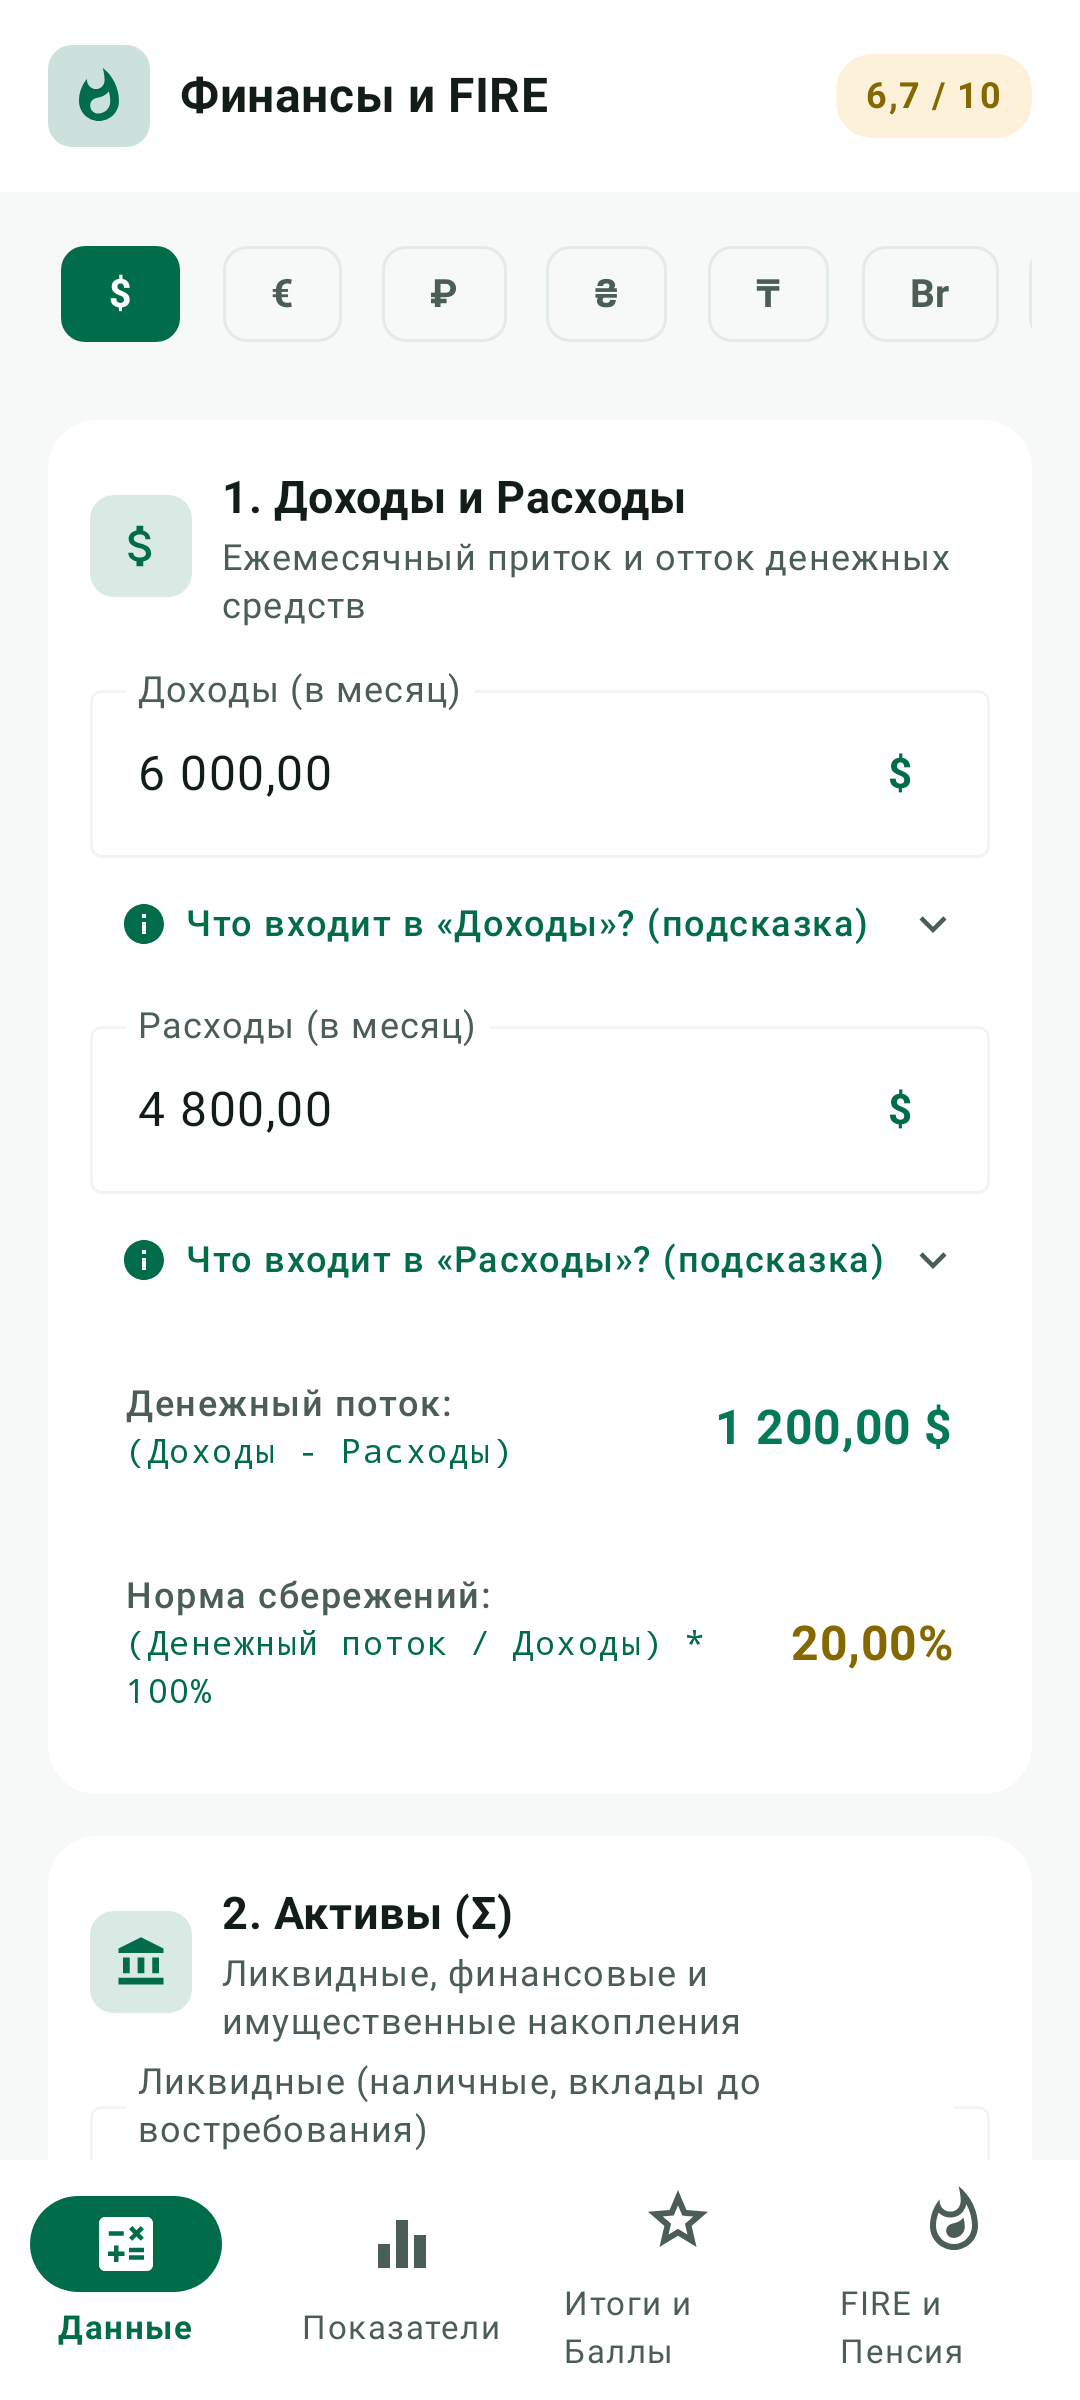 Финансы и FIRE
6,7 / 10
$
€
₽
₴
₸
Br
1. Доходы и Расходы
Ежемесячный приток и отток денежных
средств
Доходы (в месяц)
6 000,00
$
Что входит в «Доходы»? (подсказка)
Расходы (в месяц)
4 800,00
$
Что входит в «Расходы»? (подсказка)
Денежный поток:
(Доходы - Расходы)
1 200,00 $
Норма сбережений:
(Денежный поток / Доходы) *
100%
20,00%
2. Активы (Σ)
Ликвидные, финансовые и
имущественные накопления
Ликвидные (наличные, вклады до
востребования)
Данные
Показатели
Итоги и
Баллы
FIRE и
Пенсия